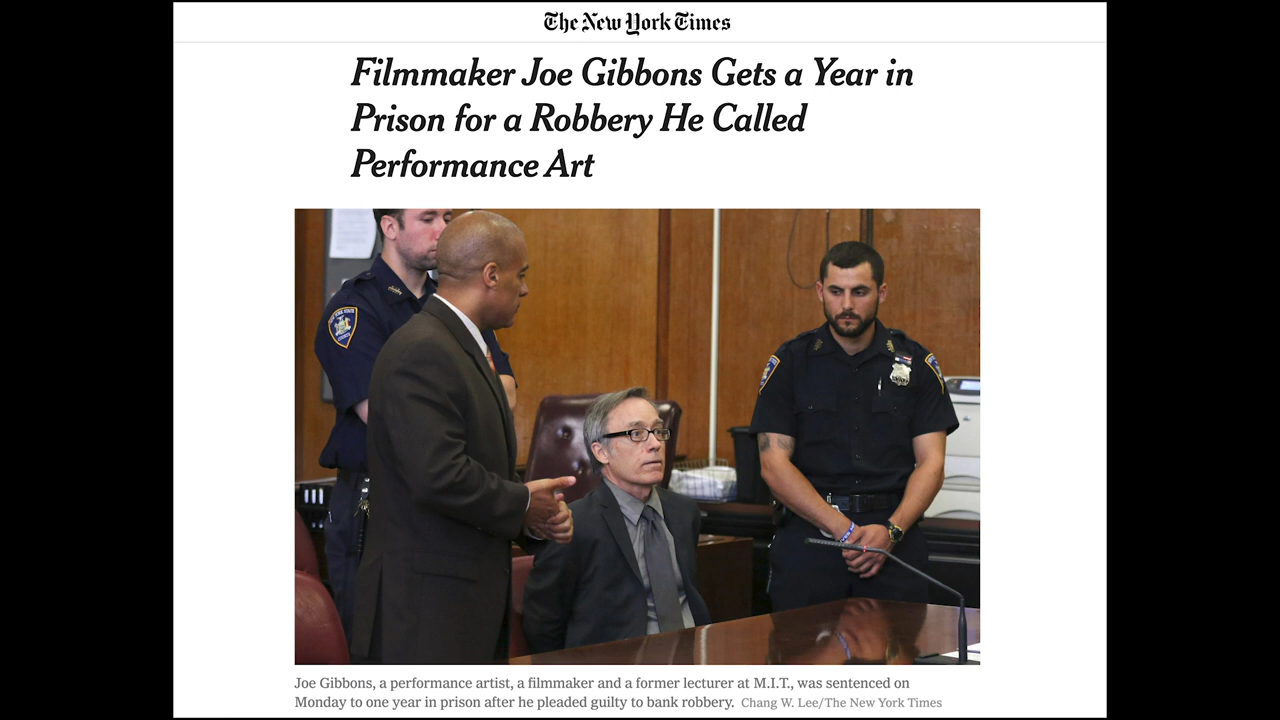 The New York Times
Filmmaker Joe Gibbons Gets a Year in
Prison for a Robbery He Called
Performance Art
Joe Gibbons, a performance artist, a filmmaker and a former lecturer at M.I.T., was sentenced on
Monday to one year in prison after he pleaded guilty to bank robbery. Chang W. Lee/The New York Times